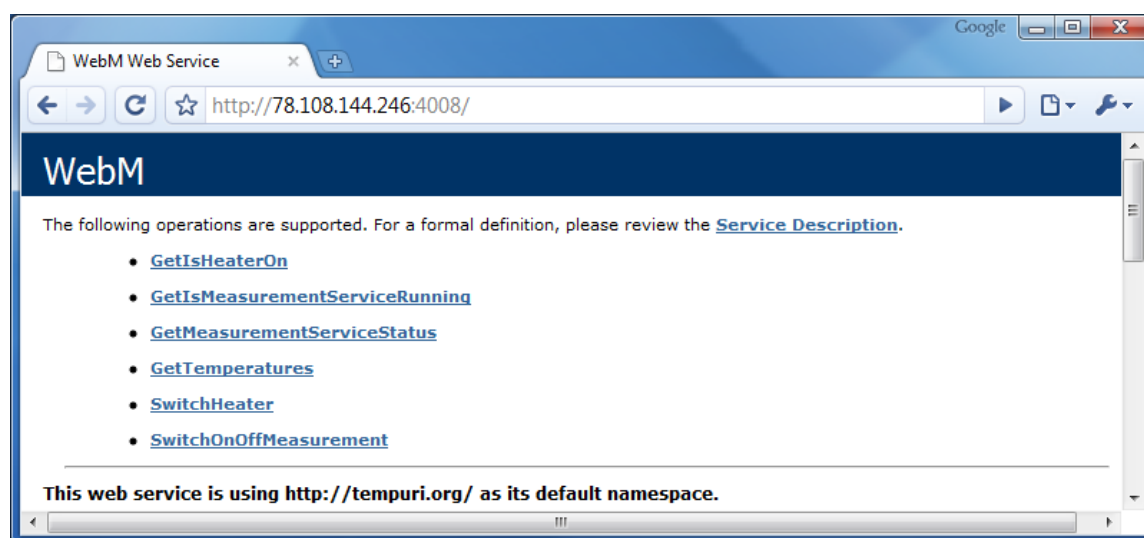 Google
WebM Web Service
http://78.108.144.246:4008/
WebM
The following operations are supported. For a formal definition, please review the Service Description.
GetIsHeaterOn
GetIsMeasurementServiceRunning
GetMeasurementServiceStatus
GetTemperatures
SwitchHeater
SwitchOnOffMeasurement
This web service is using http://tempuri.org/ as its default namespace.